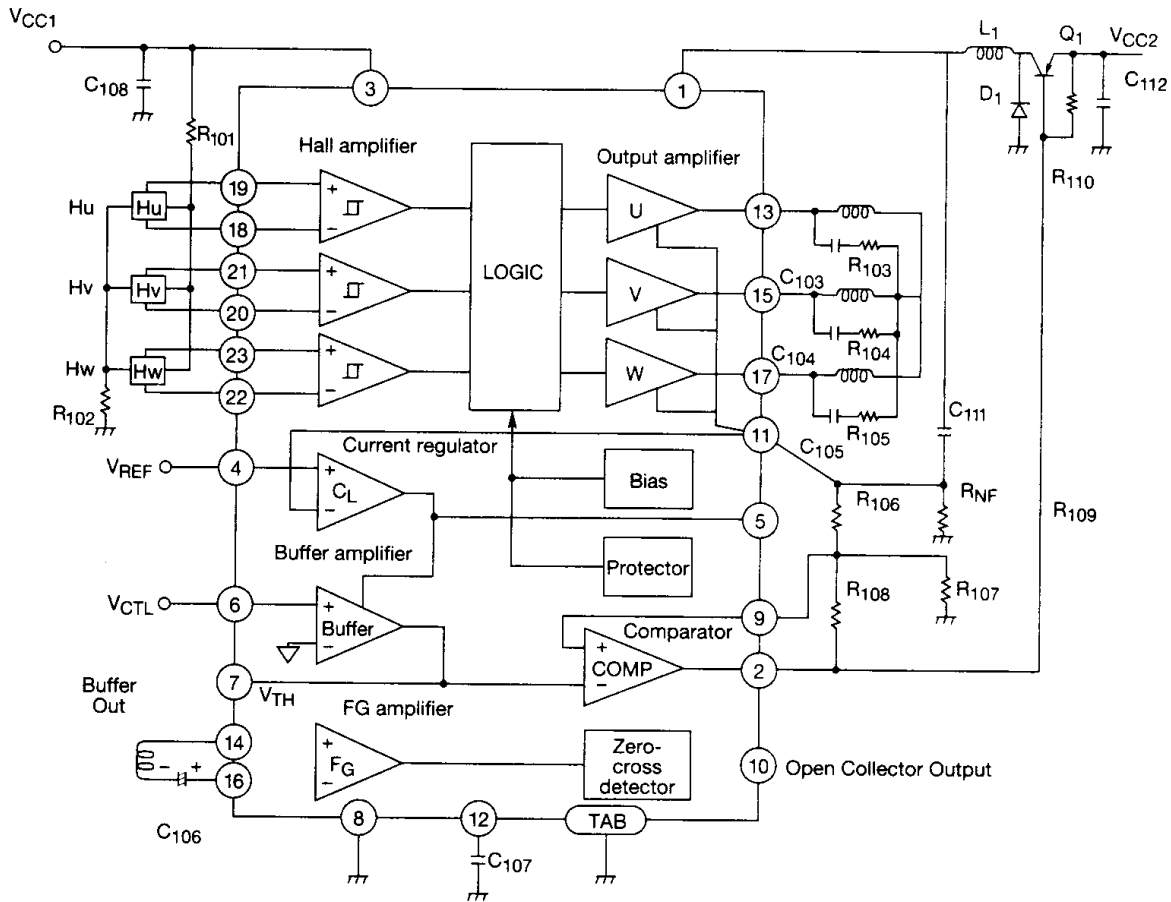 VCC1
L1
Q1
VCC2
C108
3
1
D1
C112
R101
Hall amplifier
Output amplifier
R110
19
+
Hu
Hu
U
13
18
−
R103
21
+
LOGIC
C103
Hv
Hv
V
15
20
−
R104
23
+
C104
Hw
Hw
W
17
22
−
R102
R105
C111
11
C105
Current regulator
VREF
4
+
CL
−
Bias
R106
RNF
R109
5
Buffer amplifier
Protector
R108
R107
VCTL
6
+
Buffer
−
9
Comparator
+
COMP
−
2
7
VTH
Buffer
Out
FG amplifier
14
− +
16
+
FG
−
Zero-
cross
detector
10
Open Collector Output
8
12
TAB
C106
C107